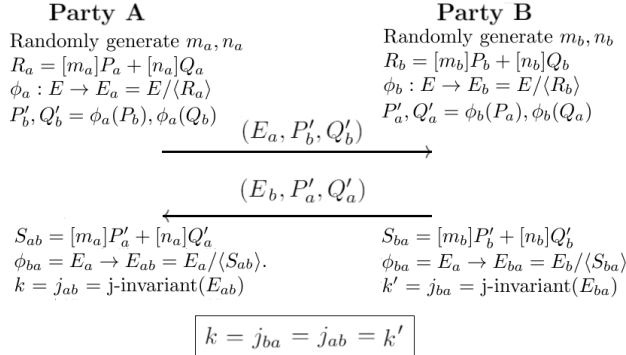 Party A
Randomly generate m_a, n_a
R_a = [m_a]P_a + [n_a]Q_a
ϕ_a : E → E_a = E/⟨R_a⟩
P'_b, Q'_b = ϕ_a(P_b), ϕ_a(Q_b)
Party B
Randomly generate m_b, n_b
R_b = [m_b]P_b + [n_b]Q_b
ϕ_b : E → E_b = E/⟨R_b⟩
P'_a, Q'_a = ϕ_b(P_a), ϕ_b(Q_a)
(E_a, P'_b, Q'_b)
(E_b, P'_a, Q'_a)
S_ab = [m_a]P'_a + [n_a]Q'_a
ϕ_ba = E_a → E_ab = E_a/⟨S_ab⟩.
k = j_ab = j-invariant(E_ab)
S_ba = [m_b]P'_b + [n_b]Q'_b
ϕ_ba = E_a → E_ba = E_b/⟨S_ba⟩
k' = j_ba = j-invariant(E_ba)
k = j_ba = j_ab = k'